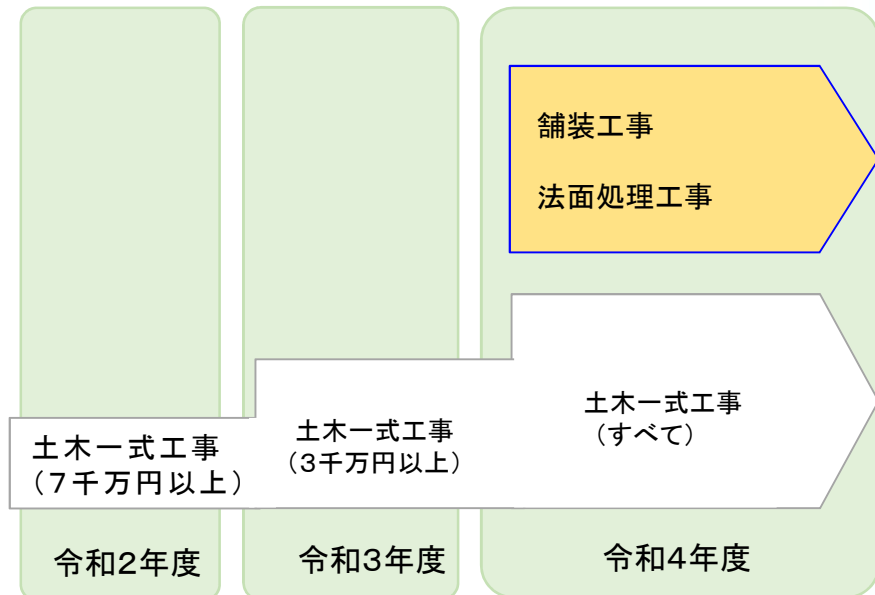 舗装工事
法面処理工事
土木一式工事
（7千万円以上）
土木一式工事
（3千万円以上）
土木一式工事
（すべて）
令和2年度
令和3年度
令和4年度